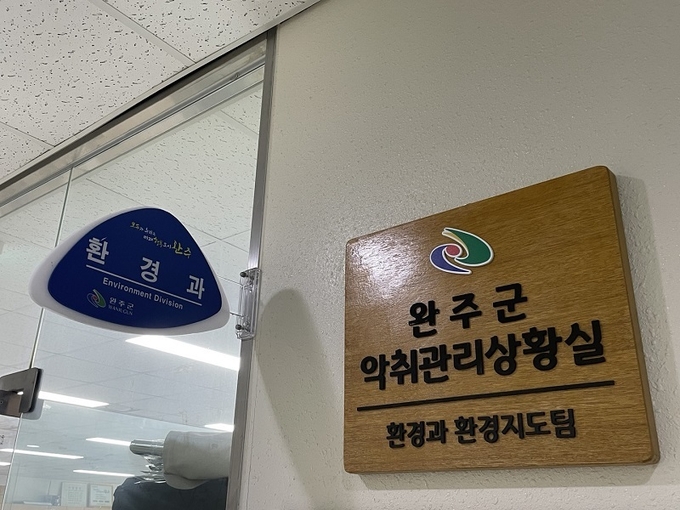 환경과
Environment Division
완주군
완주군
악취관리상황실
환경과 환경지도팀